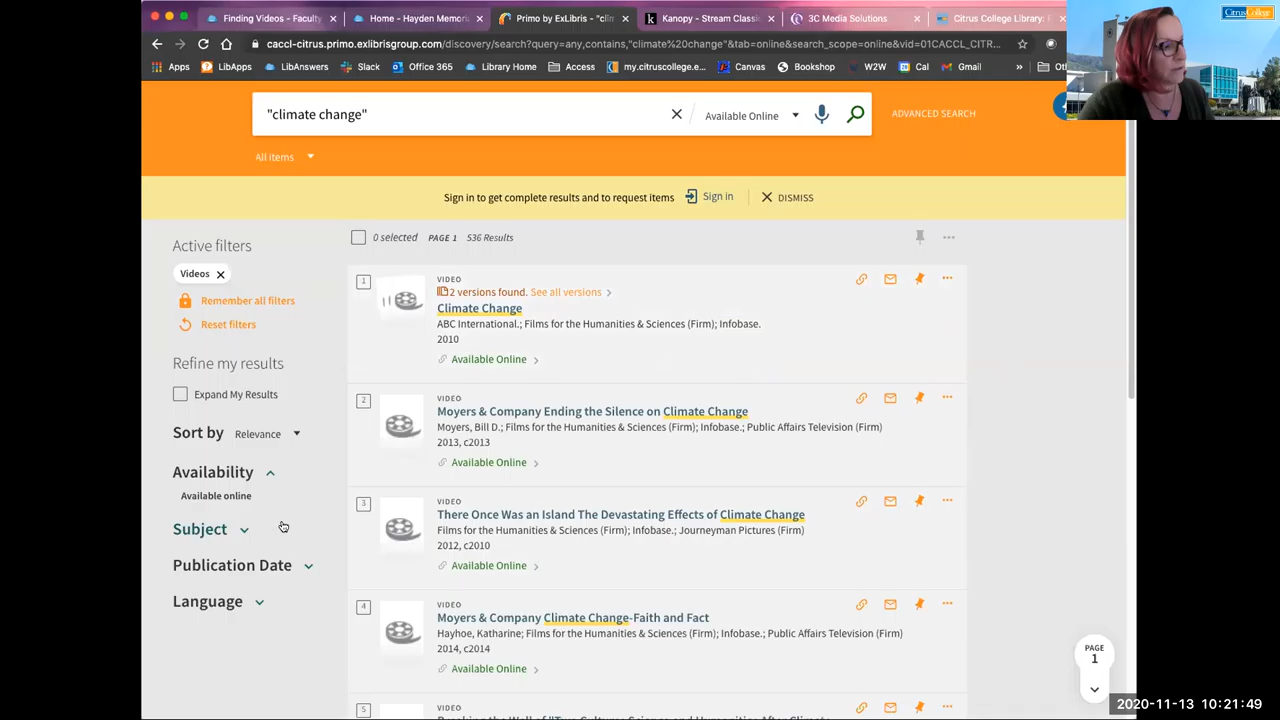 Finding Videos - Faculty
Home - Hayden Memori
Primo by ExLibris - "clim
Kanopy - Stream Classi
3C Media Solutions
Citrus College Library: F
caccl-citrus.primo.exlibrisgroup.com/discovery/search?query=any,contains,"climate%20change"&tab=online&search_scope=online&vid=01CACCL_CITR...
Apps
LibApps
LibAnswers
Slack
Office 365
Library Home
Access
my.citruscollege.e...
Canvas
Bookshop
W2W
Cal
Gmail
»
CitrusCollege
"climate change"
Available Online
ADVANCED SEARCH
All items
Sign in to get complete results and to request items
Sign in
DISMISS
Active filters
Videos
Remember all filters
Reset filters
Refine my results
Expand My Results
Sort by Relevance
Availability
Available online
Subject
Publication Date
Language
0 selected PAGE 1 536 Results
1
VIDEO
2 versions found. See all versions
Climate Change
ABC International.; Films for the Humanities & Sciences (Firm); Infobase.
2010
Available Online
2
VIDEO
Moyers & Company Ending the Silence on Climate Change
Moyers, Bill D.; Films for the Humanities & Sciences (Firm); Infobase.; Public Affairs Television (Firm)
2013, c2013
Available Online
3
VIDEO
There Once Was an Island The Devastating Effects of Climate Change
Films for the Humanities & Sciences (Firm); Infobase.; Journeyman Pictures (Firm)
2012, c2010
Available Online
4
VIDEO
Moyers & Company Climate Change-Faith and Fact
Hayhoe, Katharine; Films for the Humanities & Sciences (Firm); Infobase.; Public Affairs Television (Firm)
2014, c2014
Available Online
5
VIDEO
PAGE
1
2020-11-13 10:21:49